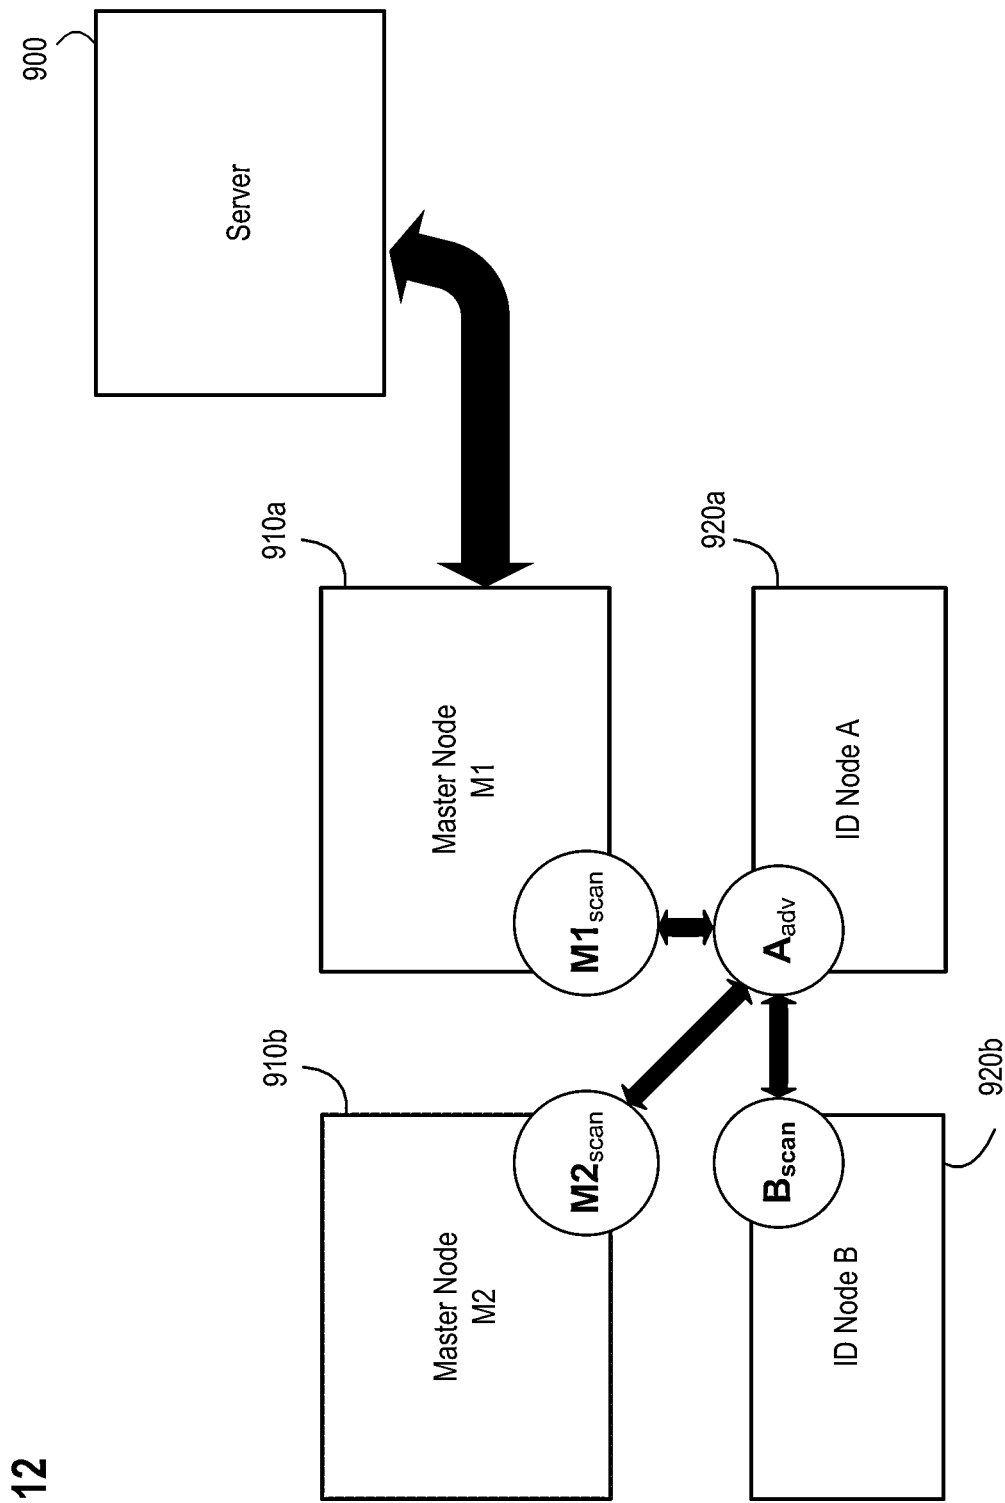 12
900
Server
910b
910a
Master Node
M2
Master Node
M1
M2scan
M1scan
920a
Bscan
Aadv
ID Node B
ID Node A
920b